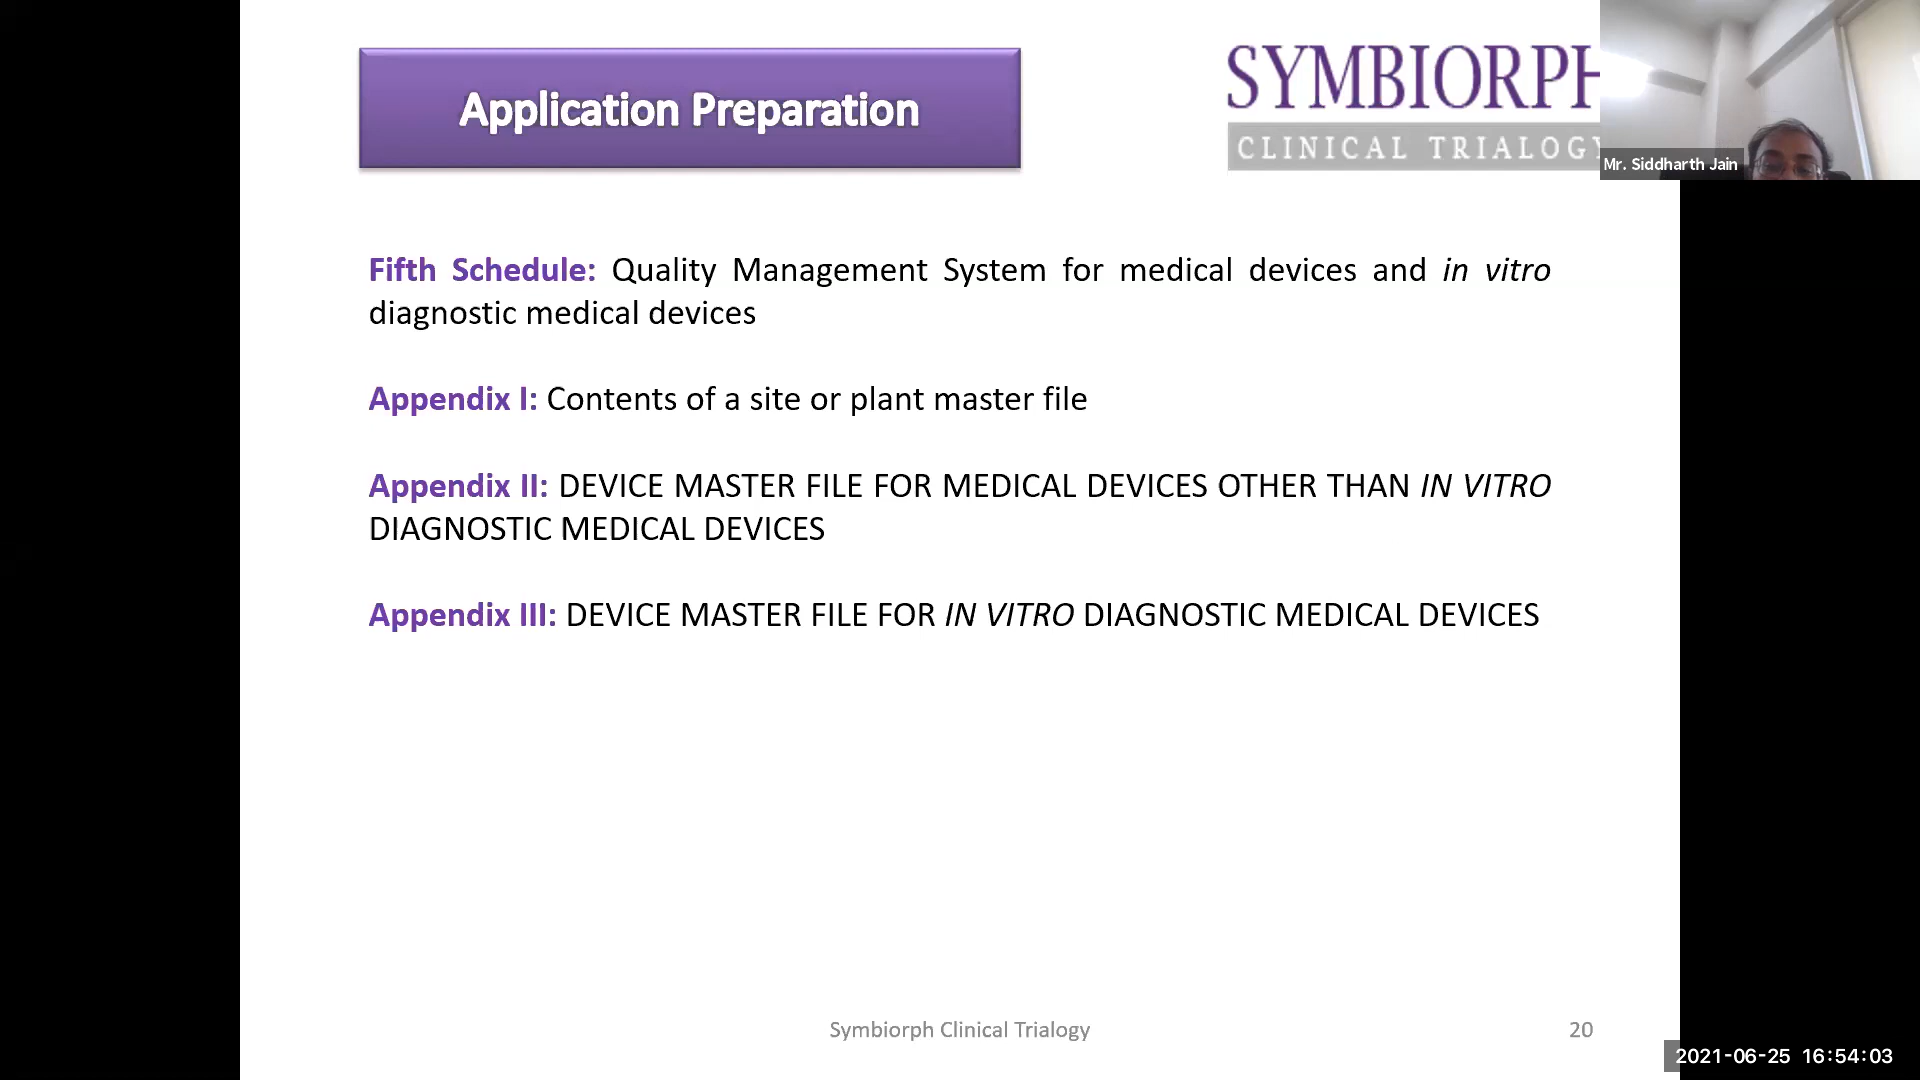 Application Preparation
SYMBIORPH
CLINICAL TRIALOGY
Mr. Siddharth Jain
Fifth Schedule: Quality Management System for medical devices and in vitro
diagnostic medical devices
Appendix I: Contents of a site or plant master file
Appendix II: DEVICE MASTER FILE FOR MEDICAL DEVICES OTHER THAN IN VITRO
DIAGNOSTIC MEDICAL DEVICES
Appendix III: DEVICE MASTER FILE FOR IN VITRO DIAGNOSTIC MEDICAL DEVICES
Symbiorph Clinical Trialogy
20
2021-06-25 16:54:03